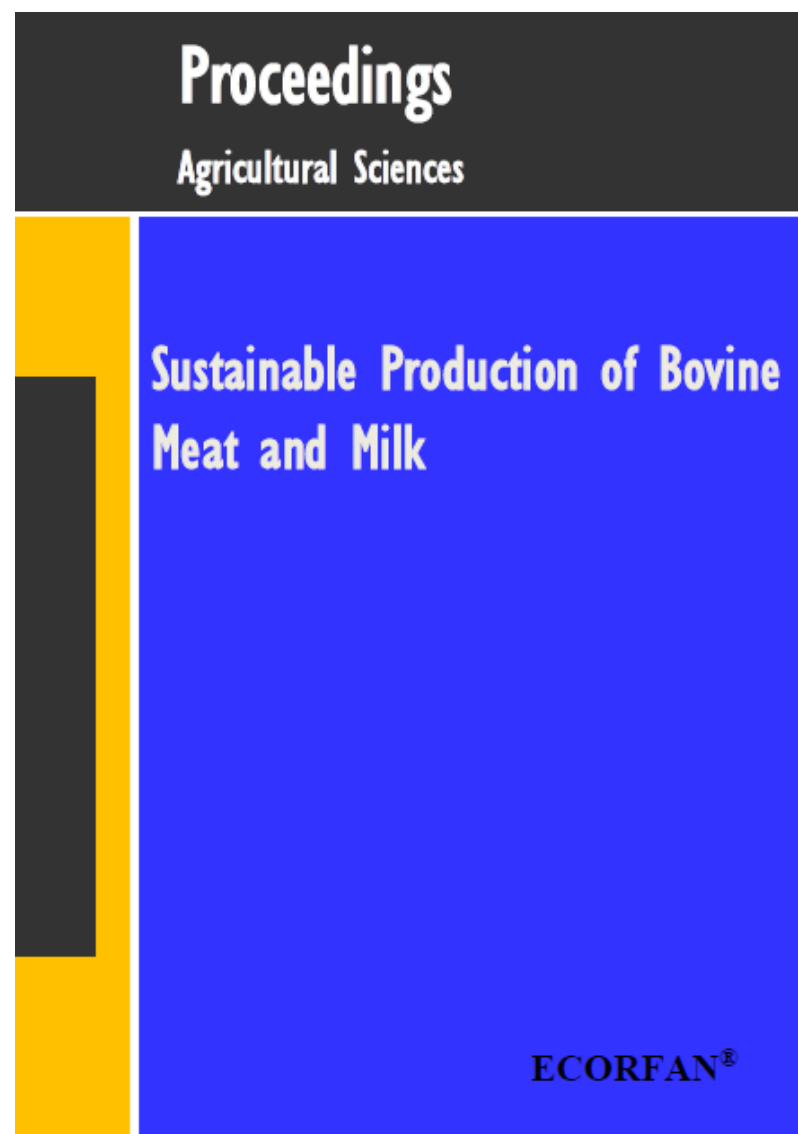 Proceedings
Agricultural Sciences
Sustainable Production of Bovine
Meat and Milk
ECORFAN®